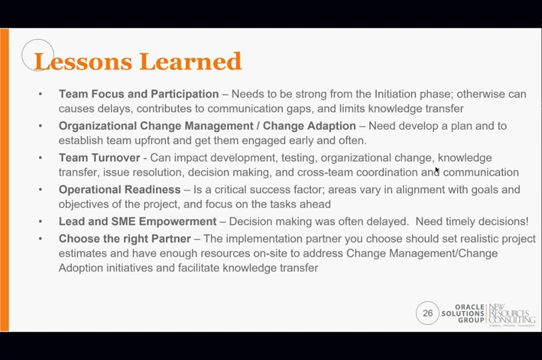 Lessons Learned
• Team Focus and Participation – Needs to be strong from the Initiation phase; otherwise can
causes delays, contributes to communication gaps, and limits knowledge transfer
• Organizational Change Management / Change Adaption – Need develop a plan and to
establish team upfront and get them engaged early and often.
• Team Turnover - Can impact development, testing, organizational change, knowledge
transfer, issue resolution, decision making, and cross-team coordination and communication
• Operational Readiness – Is a critical success factor; areas vary in alignment with goals and
objectives of the project, and focus on the tasks ahead
• Lead and SME Empowerment – Decision making was often delayed. Need timely decisions!
• Choose the right Partner – The implementation partner you choose should set realistic project
estimates and have enough resources on-site to address Change Management/Change
Adoption initiatives and facilitate knowledge transfer
26
ORACLE
SOLUTIONS
GROUP
NEW
RESOURCES
CONSULTING